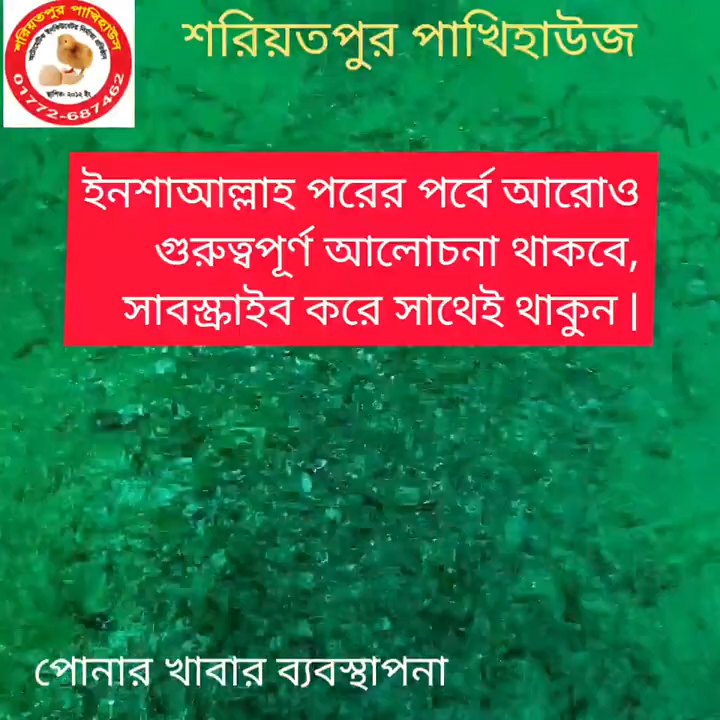 শরিয়তপুর পাখিহাউজ
শরিয়তপুর পাখিহাউস
স্থাপিত: ২০১২ ইং
01772-687462
ইনশাআল্লাহ পরের পর্বে আরোও
গুরুত্বপূর্ণ আলোচনা থাকবে,
সাবস্ক্রাইব করে সাথেই থাকুন |
পোনার খাবার ব্যবস্থাপনা